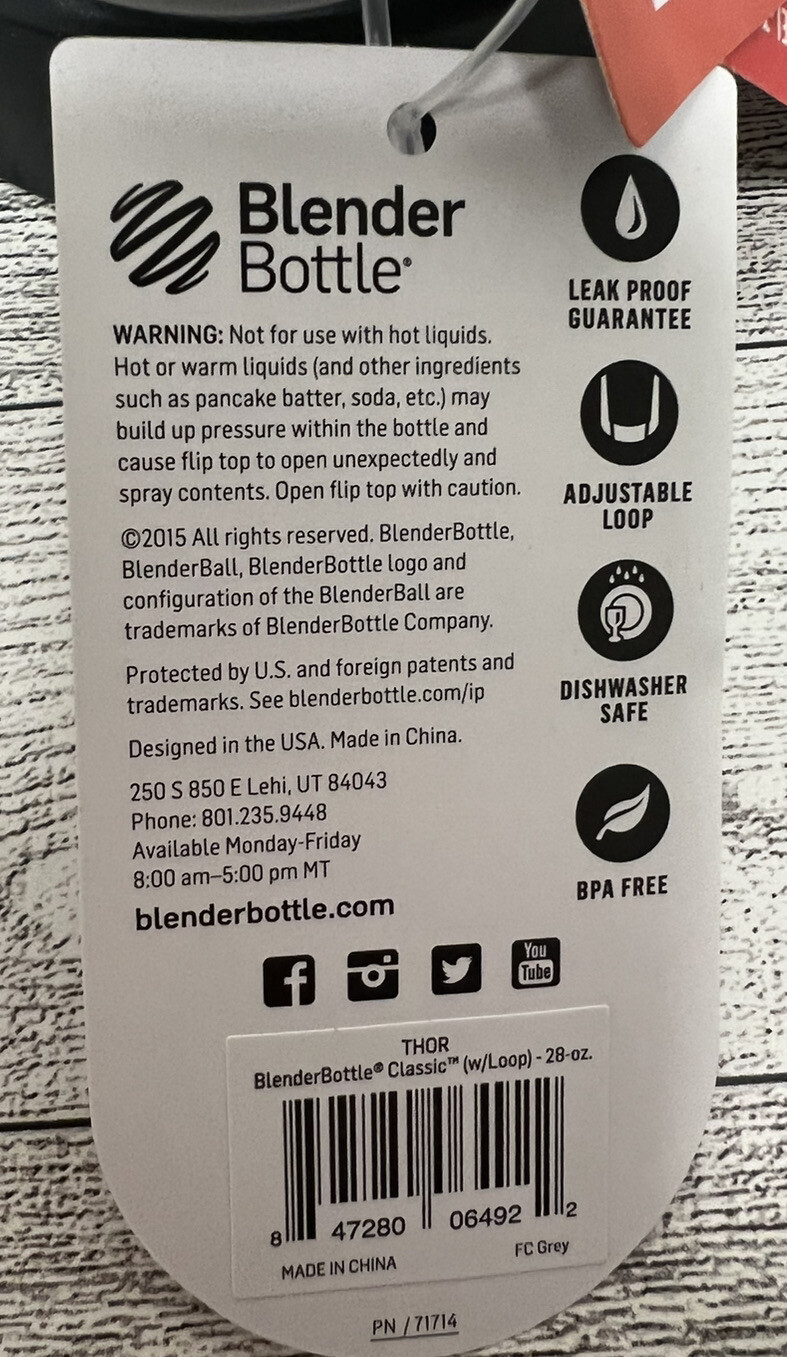 Blender
Bottle®
WARNING: Not for use with hot liquids.
Hot or warm liquids (and other ingredients
such as pancake batter, soda, etc.) may
build up pressure within the bottle and
cause flip top to open unexpectedly and
spray contents. Open flip top with caution.
©2015 All rights reserved. BlenderBottle,
BlenderBall, BlenderBottle logo and
configuration of the BlenderBall are
trademarks of BlenderBottle Company.
Protected by U.S. and foreign patents and
trademarks. See blenderbottle.com/ip
Designed in the USA. Made in China.
250 S 850 E Lehi, UT 84043
Phone: 801.235.9448
Available Monday-Friday
8:00 am–5:00 pm MT
blenderbottle.com
LEAK PROOF
GUARANTEE
ADJUSTABLE
LOOP
DISHWASHER
SAFE
BPA FREE
You
Tube
THOR
BlenderBottle® Classic™ (w/Loop) - 28-oz.
8 47280 06492 2
MADE IN CHINA
FC Grey
PN / 71714